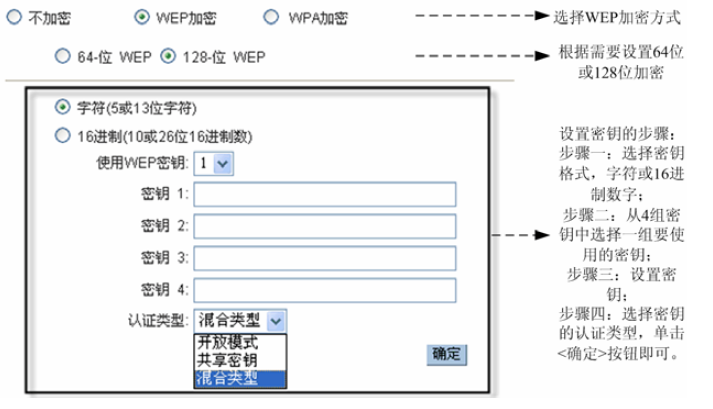 不加密 WEP加密 WPA加密 选择WEP加密方式
64-位 WEP 128-位 WEP
根据需要设置64位
或128位加密
字符(5或13位字符)
16进制(10或26位16进制数)
使用WEP密钥: 1
密钥 1:
密钥 2:
密钥 3:
密钥 4:
认证类型: 混合类型
开放模式
共享密钥
混合类型
确定
设置密钥的步骤：
步骤一：选择密钥
格式，字符或16进
制数字；
步骤二：从4组密
钥中选择一组要使
用的密钥；
步骤三：设置密
钥；
步骤四：选择密钥
的认证类型，单击
<确定>按钮即可。